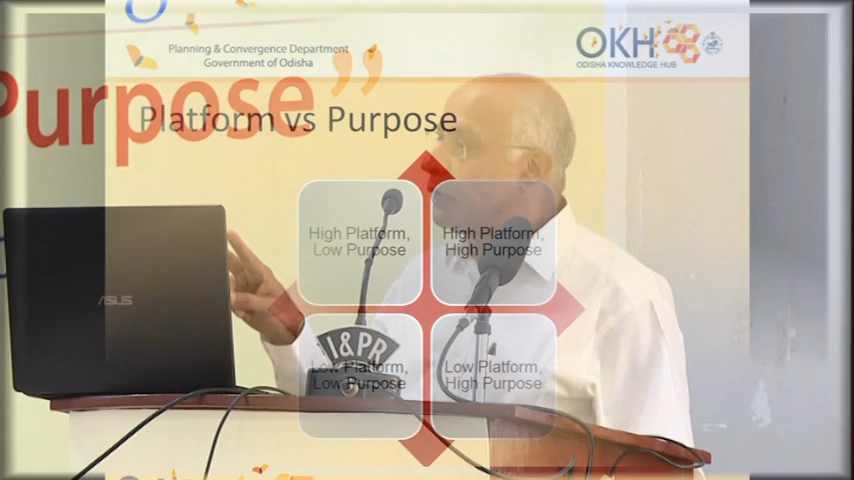 Purpose”
Planning & Convergence Department
Government of Odisha
OKH
ODISHA KNOWLEDGE HUB
Platform vs Purpose
High Platform,
Low Purpose
High Platform,
High Purpose
Low Platform,
Low Purpose
Low Platform,
High Purpose
ASUS
I&PR